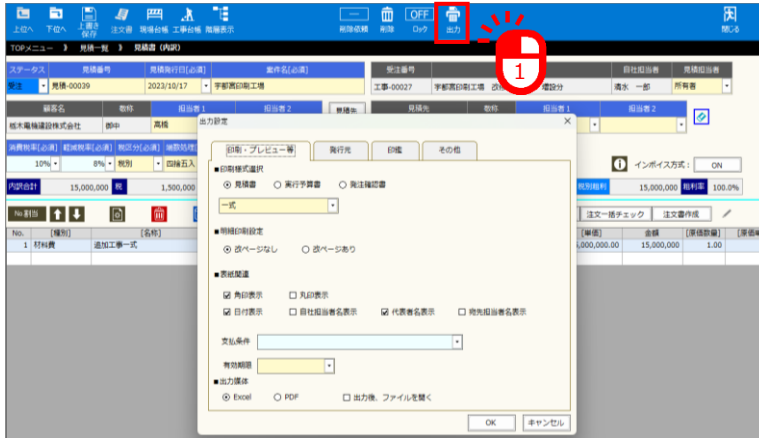 上位へ 下位へ 上書き保存 注文書 現場台帳 工事台帳 階層表示 削除依頼 削除 OFF ロック 出力 閉じる
1
TOPメニュー 》 見積一覧 》 見積書 (内訳)
ステータス 見積番号 見積発行日[必須] 案件名[必須] 受注番号 自社担当者 見積担当者
受注 見積-00039 2023/10/17 宇都宮印刷工場 工事-00027 宇都宮印刷工場 増設分 清水 一郎 所有者
顧客名 敬称 担当者1 担当者2 見積先 見積先 敬称 担当者1 担当者2
栃木電機建設株式会社 御中 高橋
消費税率[必須] 軽減税率[必須] 税区分[必須] 端数処理[
10% 8% 税別 四捨五入 インボイス方式: ON
内訳合計 15,000,000 税 1,500,000 税別粗利 15,000,000 粗利率 100.0%
No.割当 注文一括チェック 注文書作成
No. [種別] [名称] [単価] 金額 [原価数量] [原価
1 材料費 追加工事一式 5,000,000.00 15,000,000 1.00
出力設定
印刷・プレビュー等 発行元 印鑑 その他
■印刷様式選択
見積書 実行予算書 発注確認書
一式
■明細印刷設定
改ページなし 改ページあり
■表紙関連
角印表示 丸印表示
日付表示 自社担当者名表示 代表者名表示 宛先担当者名表示
支払条件
有効期限
■出力媒体
Excel PDF 出力後、ファイルを開く
OK キャンセル